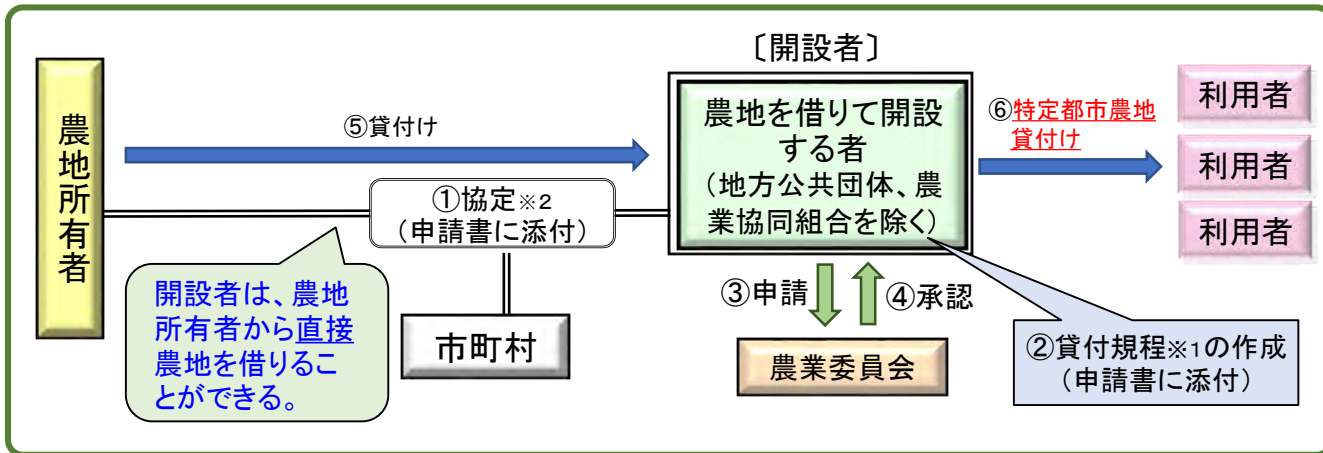 〔開設者〕
農地所有者
⑤貸付け
農地を借りて開設
する者
(地方公共団体、農
業協同組合を除く)
⑥特定都市農地
貸付け
利用者
利用者
利用者
①協定※2
(申請書に添付)
開設者は、農地
所有者から直接
農地を借りるこ
とができる。
市町村
③申請
④承認
農業委員会
②貸付規程※1の作成
(申請書に添付)